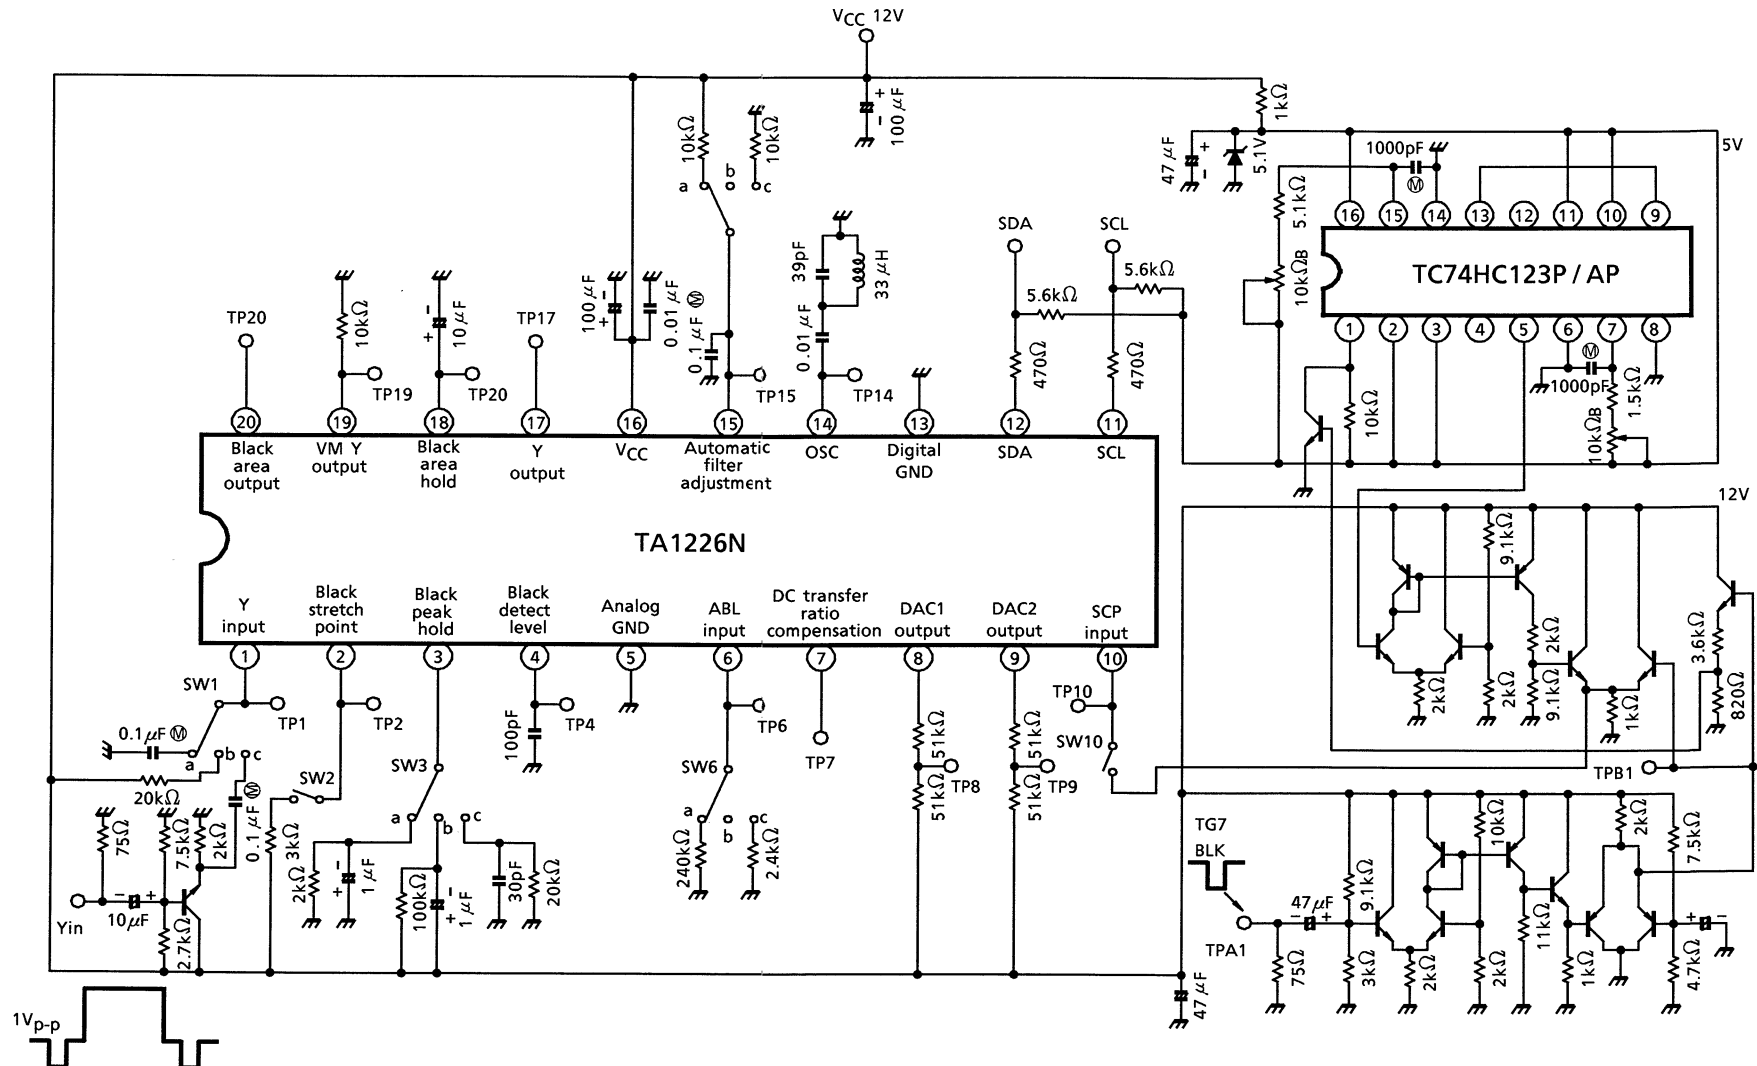 VCC 12V
10kΩ
10kΩ
100 μF
+
-
1kΩ
47 μF
+
-
5.1V
1000pF
M
5V
5.1kΩ
a
b
c
16
15
14
13
12
11
10
9
SDA
SCL
39pF
33 μH
5.6kΩ
5.6kΩ
10kΩB
TC74HC123P / AP
TP20
10kΩ
-
10 μF
+
TP17
100 μF
-
+
0.01 μF
0.1 μF M
0.01 μF
470Ω
470Ω
1
2
3
4
5
6
7
8
TP19
TP20
TP15
TP14
M
1000pF
1.5kΩ
10kΩ
10kΩB
20
19
18
17
16
15
14
13
12
11
Black area output
VM Y output
Black area hold
Y output
VCC
Automatic filter adjustment
OSC
Digital GND
SDA
SCL
12V
TA1226N
9.1kΩ
Y input
Black stretch point
Black peak hold
Black detect level
Analog GND
ABL input
DC transfer ratio compensation
DAC1 output
DAC2 output
SCP input
1
2
3
4
5
6
7
8
9
10
2kΩ
3.6kΩ
2kΩ
2kΩ
9.1kΩ
1kΩ
820Ω
SW1
TP1
TP2
TP4
TP6
TP10
0.1 μF M
a
b
c
100pF
51kΩ
51kΩ
SW10
SW2
SW3
SW6
TP7
TP8
TP9
TPB1
20kΩ
0.1 μF M
51kΩ
51kΩ
75Ω
7.5kΩ
2kΩ
3kΩ
a
b
c
a
b
c
240kΩ
2.4kΩ
TG7
BLK
10kΩ
2kΩ
7.5kΩ
2kΩ
-
+
1 μF
100kΩ
-
+
1 μF
30pF
20kΩ
9.1kΩ
Yin
-
+
10 μF
2.7kΩ
47 μF
-
+
TPA1
11kΩ
+
-
75Ω
3kΩ
2kΩ
2kΩ
1kΩ
4.7kΩ
47 μF
1Vp-p